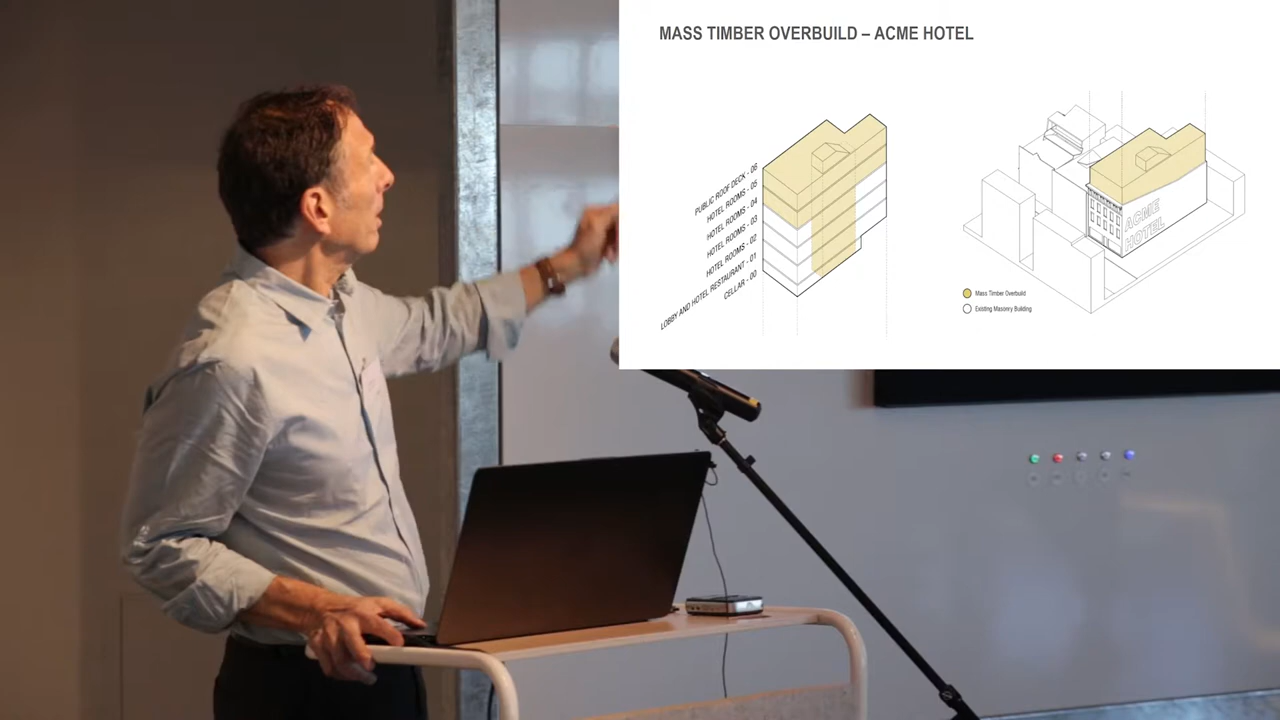 MASS TIMBER OVERBUILD – ACME HOTEL
PUBLIC ROOF DECK - 06
HOTEL ROOMS - 05
HOTEL ROOMS - 04
HOTEL ROOMS - 03
HOTEL ROOMS - 02
LOBBY AND HOTEL RESTAURANT - 01
CELLAR - 00
ACME
HOTEL
Mass Timber Overbuild
Existing Masonry Building